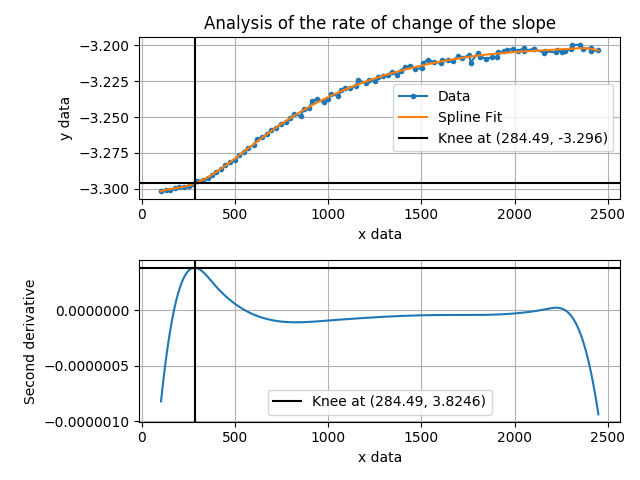 Analysis of the rate of change of the slope
−3.200
−3.225
−3.250
−3.275
−3.300
y data
Data
Spline Fit
Knee at (284.49, -3.296)
0 500 1000 1500 2000 2500
x data
0.0000000
−0.0000005
−0.0000010
Second derivative
Knee at (284.49, 3.8246)
0 500 1000 1500 2000 2500
x data